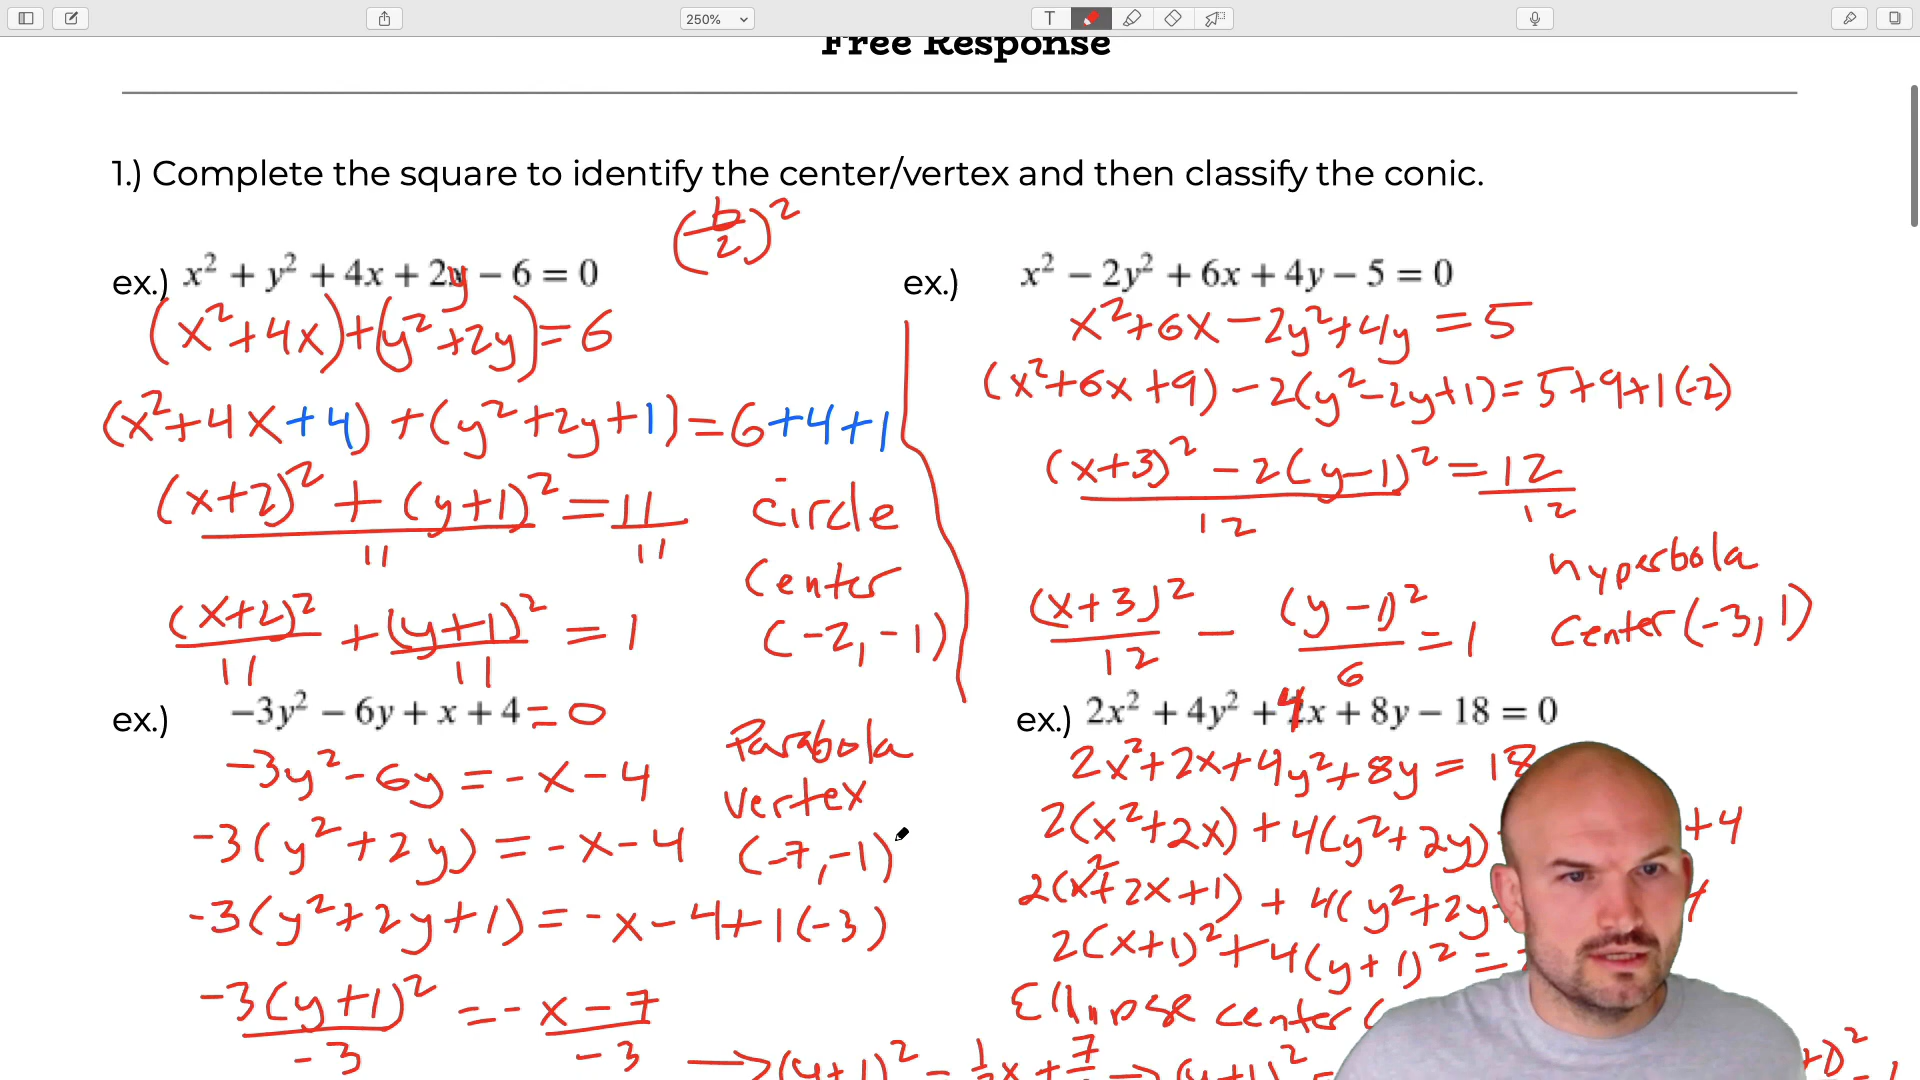 250%
T
Free Response
1.) Complete the square to identify the center/vertex and then classify the conic.
(b/2)²
ex.) x² + y² + 4x + 2y − 6 = 0
(x²+4x)+(y²+2y)=6
(x²+4x+4)+(y²+2y+1)=6+4+1
(x+2)²+(y+1)²=11
11 11
circle
center
(-2,-1)
(x+2)²/11+(y+1)²/11=1
ex.) x² − 2y² + 6x + 4y − 5 = 0
x²+6x-2y²+4y=5
(x²+6x+9)-2(y²-2y+1)=5+9+1(-2)
(x+3)²-2(y-1)²=12
12 12
(x+3)²/12-(y-1)²/6=1
hyperbola
center(-3,1)
ex.) −3y² − 6y + x + 4=0
-3y²-6y=-x-4
-3(y²+2y)=-x-4
-3(y²+2y+1)=-x-4+1(-3)
-3(y+1)²=-x-7
-3 -3
Parabola
vertex
(-7,-1)
→(y+1)²=
→(y+1)²
ex.) 2x² + 4y² + 4x + 8y − 18 = 0
2x²+2x+4y²+8y=18
2(x²+2x)+4(y²+2y) +4
2(x²+2x+1)+4(y²+2y
2(x+1)²+4(y+1)²=
Ellipse center(